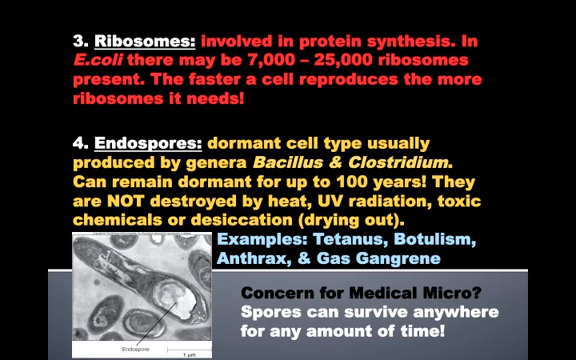 3. Ribosomes: involved in protein synthesis. In
E.coli there may be 7,000 – 25,000 ribosomes
present. The faster a cell reproduces the more
ribosomes it needs!
4. Endospores: dormant cell type usually
produced by genera Bacillus & Clostridium.
Can remain dormant for up to 100 years! They
are NOT destroyed by heat, UV radiation, toxic
chemicals or desiccation (drying out).
Examples: Tetanus, Botulism,
Anthrax, & Gas Gangrene
Concern for Medical Micro?
Spores can survive anywhere
for any amount of time!
Endospore
1 µm